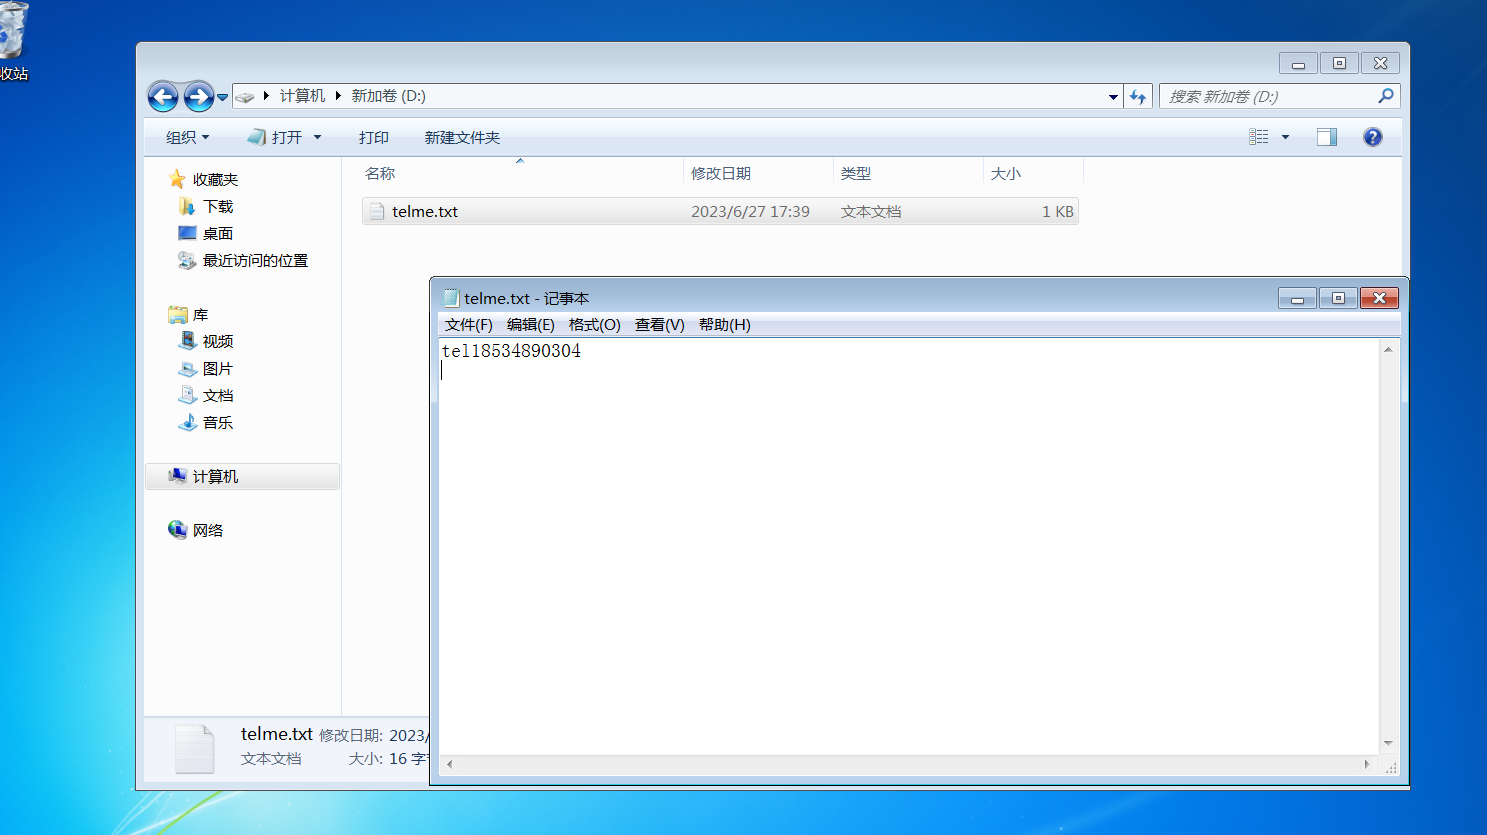 收站
计算机 新加卷 (D:)
搜索 新加卷 (D:)
组织 打开 打印 新建文件夹
名称 修改日期 类型 大小
telme.txt 2023/6/27 17:39 文本文档 1 KB
收藏夹
下载
桌面
最近访问的位置
库
视频
图片
文档
音乐
计算机
网络
telme.txt - 记事本
文件(F) 编辑(E) 格式(O) 查看(V) 帮助(H)
tel18534890304
telme.txt 修改日期: 2023/
文本文档 大小: 16 字